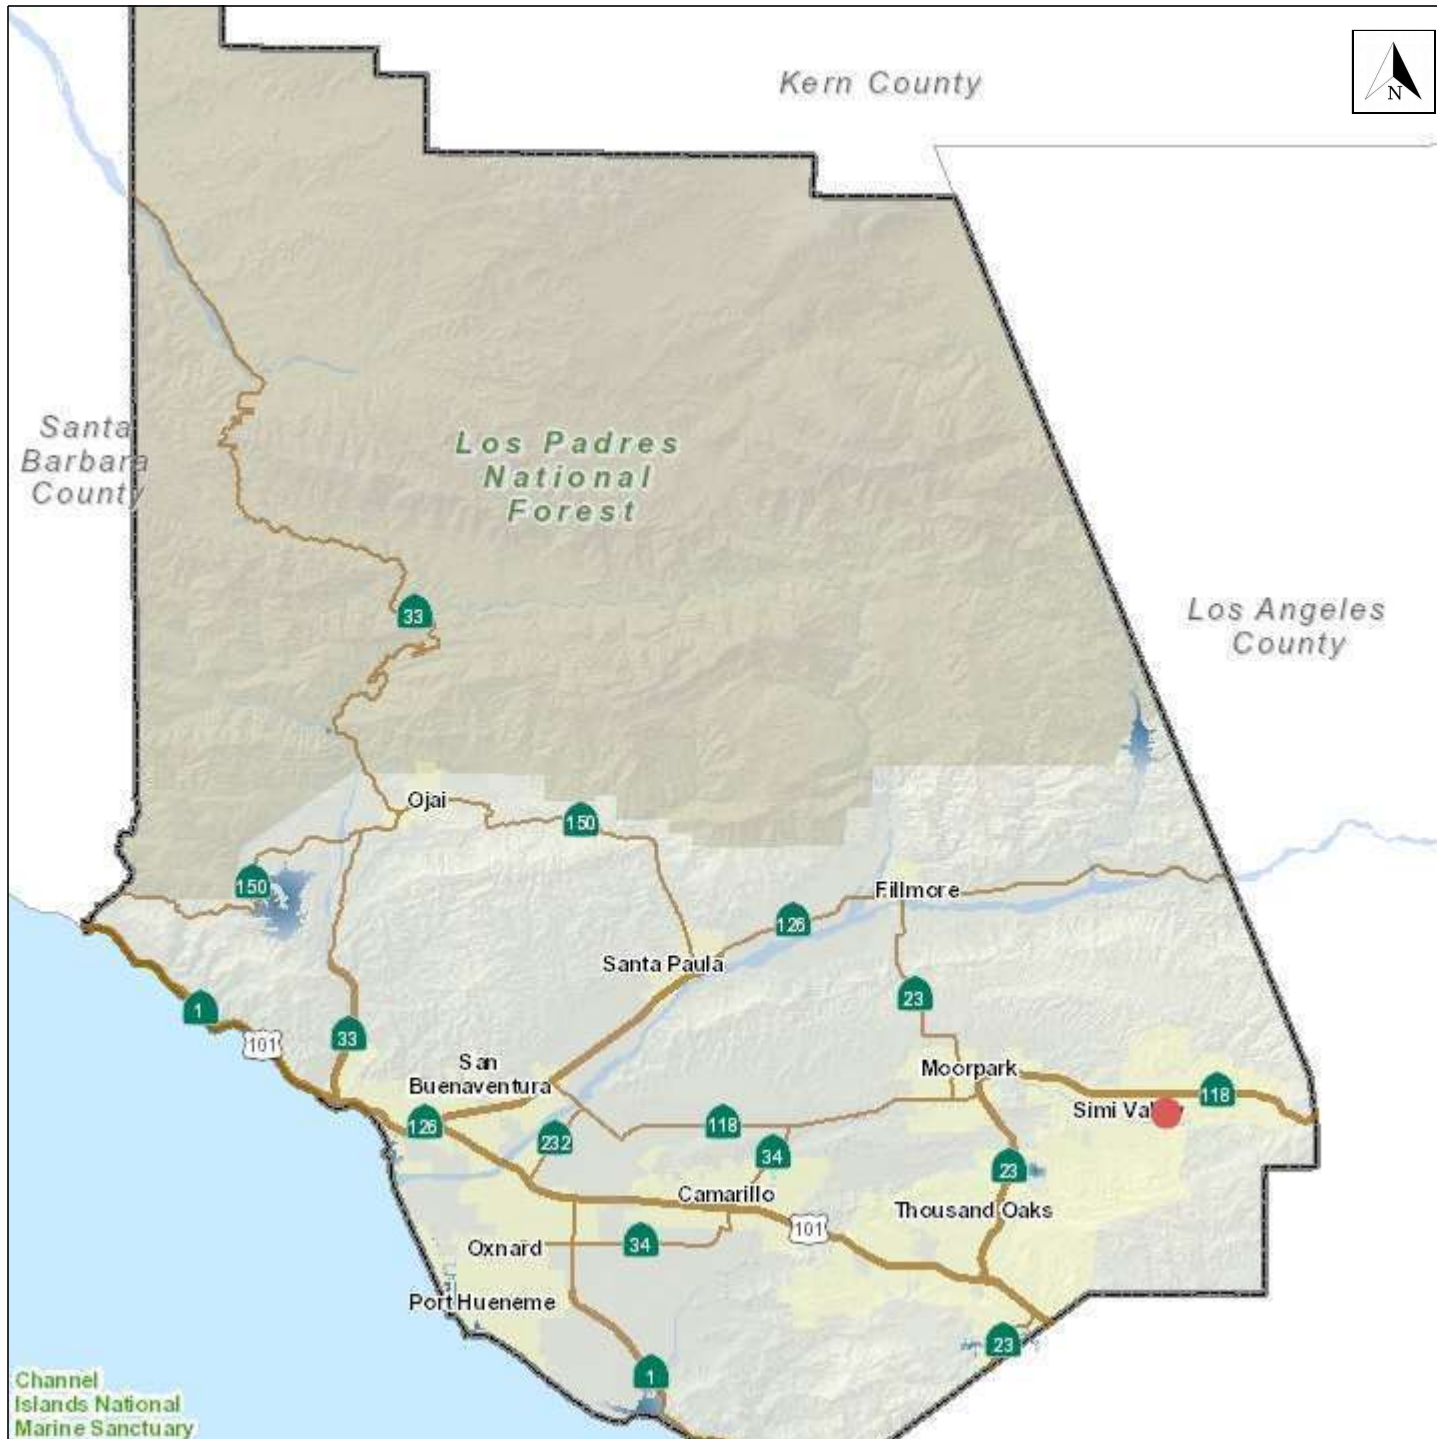 Kern County
N
Santa
Barbara
County
Los Padres
National
Forest
33
Los Angeles
County
Ojai
150
150
Fillmore
126
Santa Paula
23
1
33
101
San
Buenaventura
Moorpark
118
Simi Valley
126
232
118
34
23
Camarillo
Thousand Oaks
101
Oxnard
34
Port Hueneme
23
1
Channel
Islands National
Marine Sanctuary